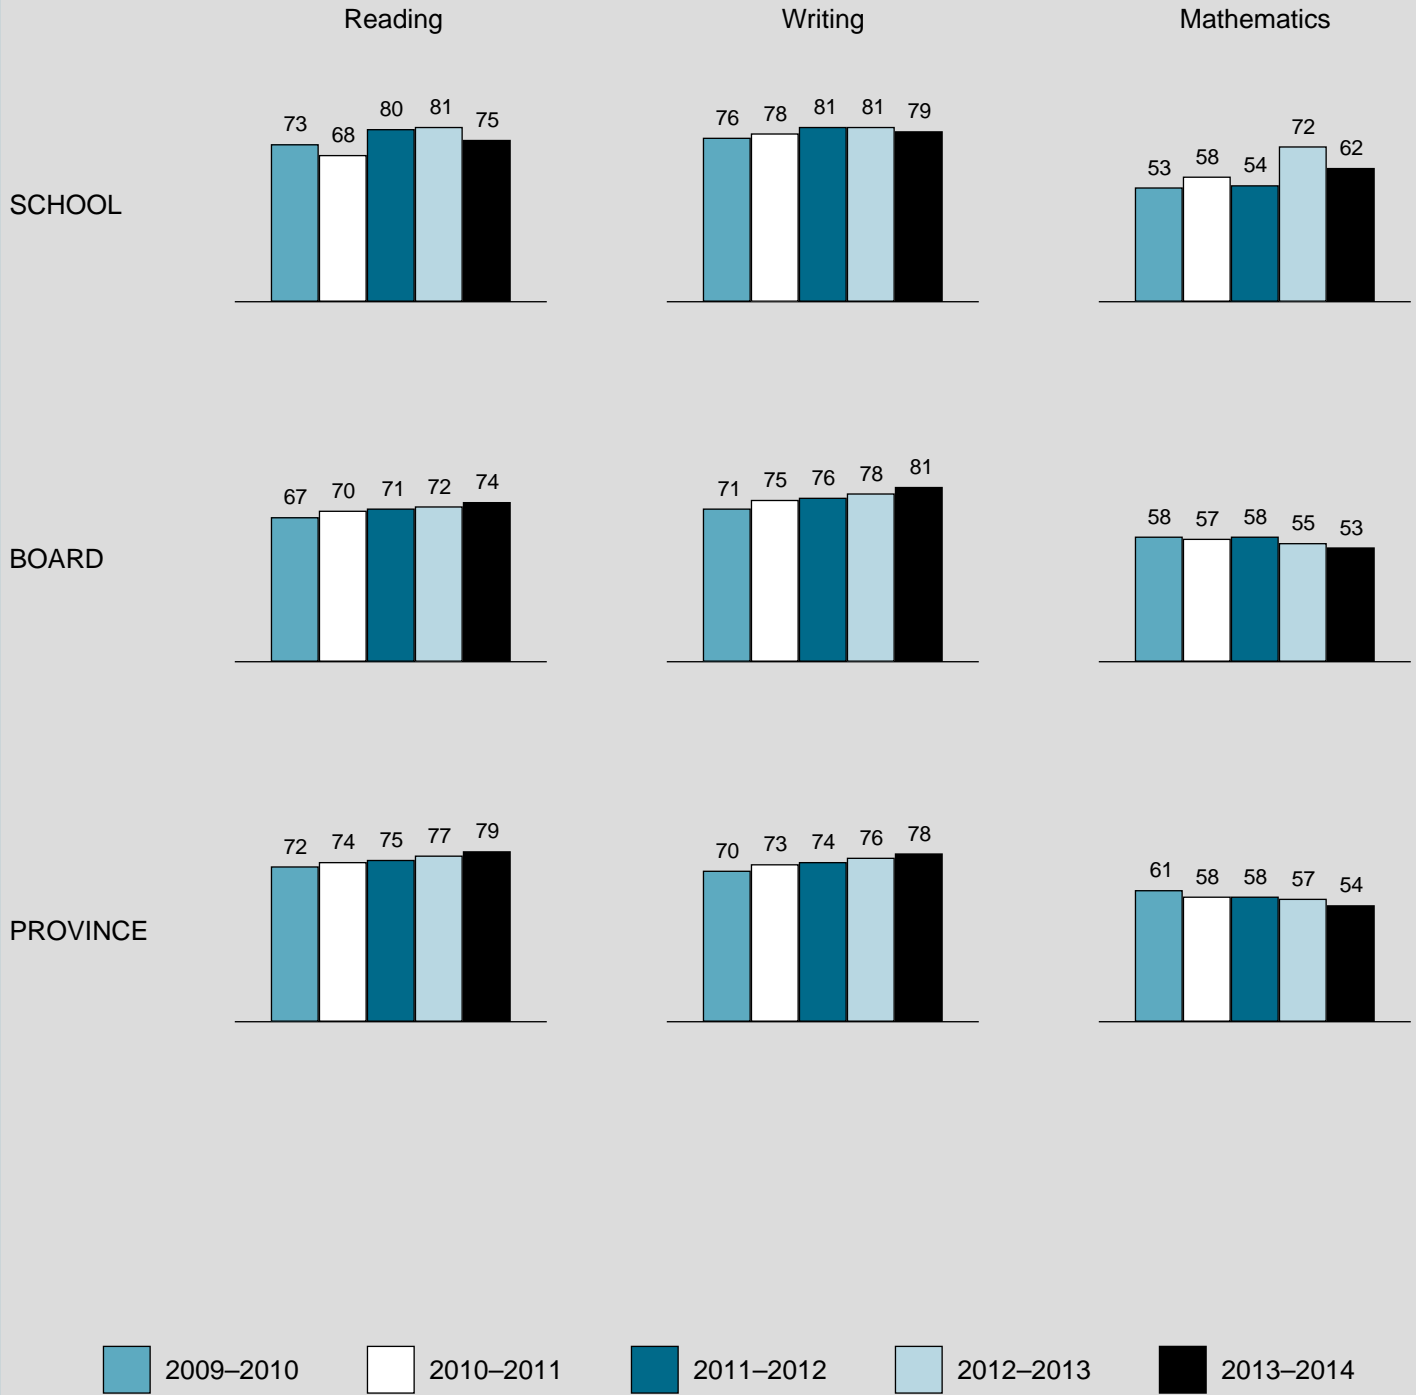 Reading Writing Mathematics
SCHOOL
73 68 80 81 75
76 78 81 81 79
53 58 54 72 62
BOARD
67 70 71 72 74
71 75 76 78 81
58 57 58 55 53
PROVINCE
72 74 75 77 79
70 73 74 76 78
61 58 58 57 54
2009–2010 2010–2011 2011–2012 2012–2013 2013–2014